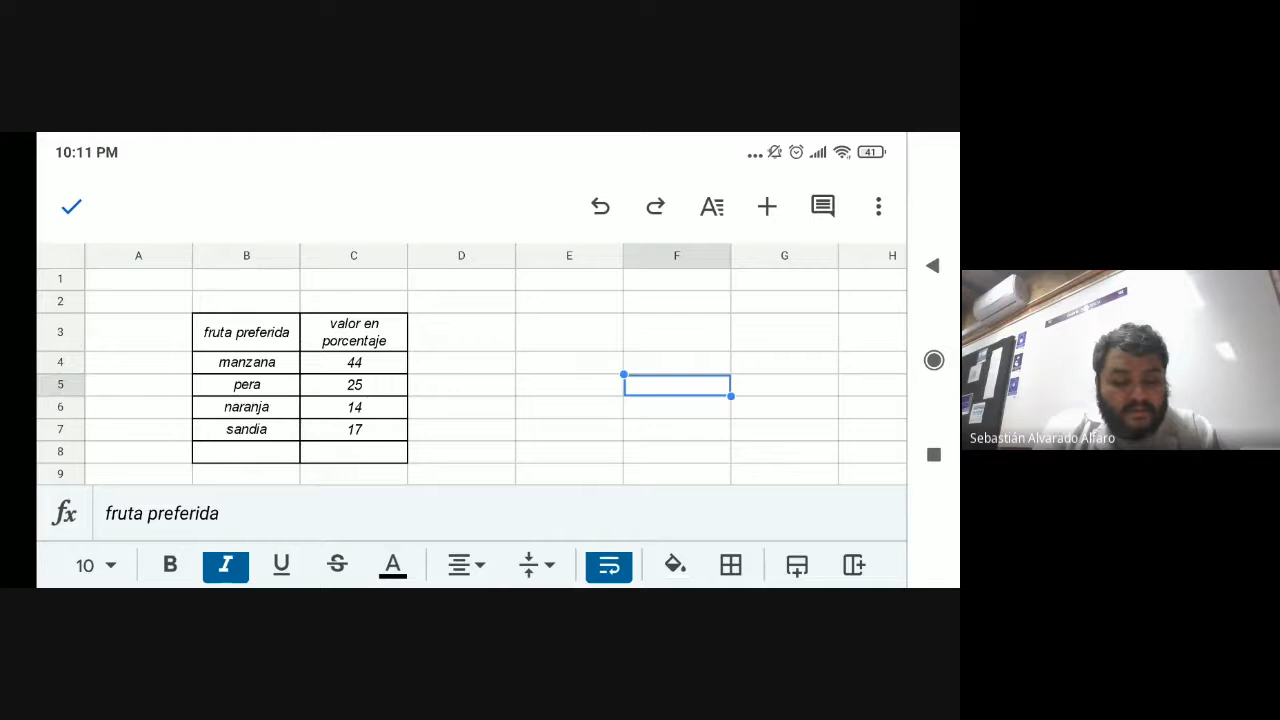 10:11 PM
41
A B C D E F G H
1
2
3 fruta preferida valor en
porcentaje
4 manzana 44
5 pera 25
6 naranja 14
7 sandia 17
8
9
fx fruta preferida
10 B I U S A
Sebastián Alvarado Alfaro